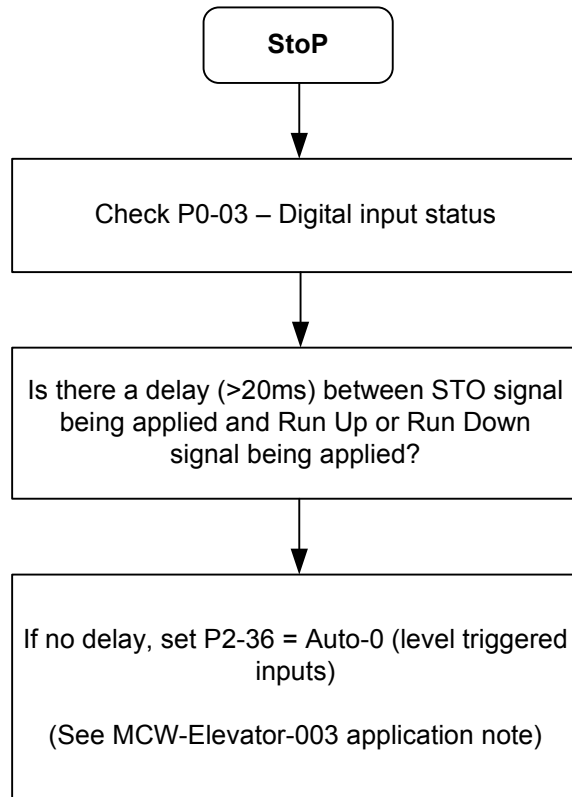 StoP
Check P0-03 – Digital input status
Is there a delay (>20ms) between STO signal
being applied and Run Up or Run Down
signal being applied?
If no delay, set P2-36 = Auto-0 (level triggered
inputs)
(See MCW-Elevator-003 application note)